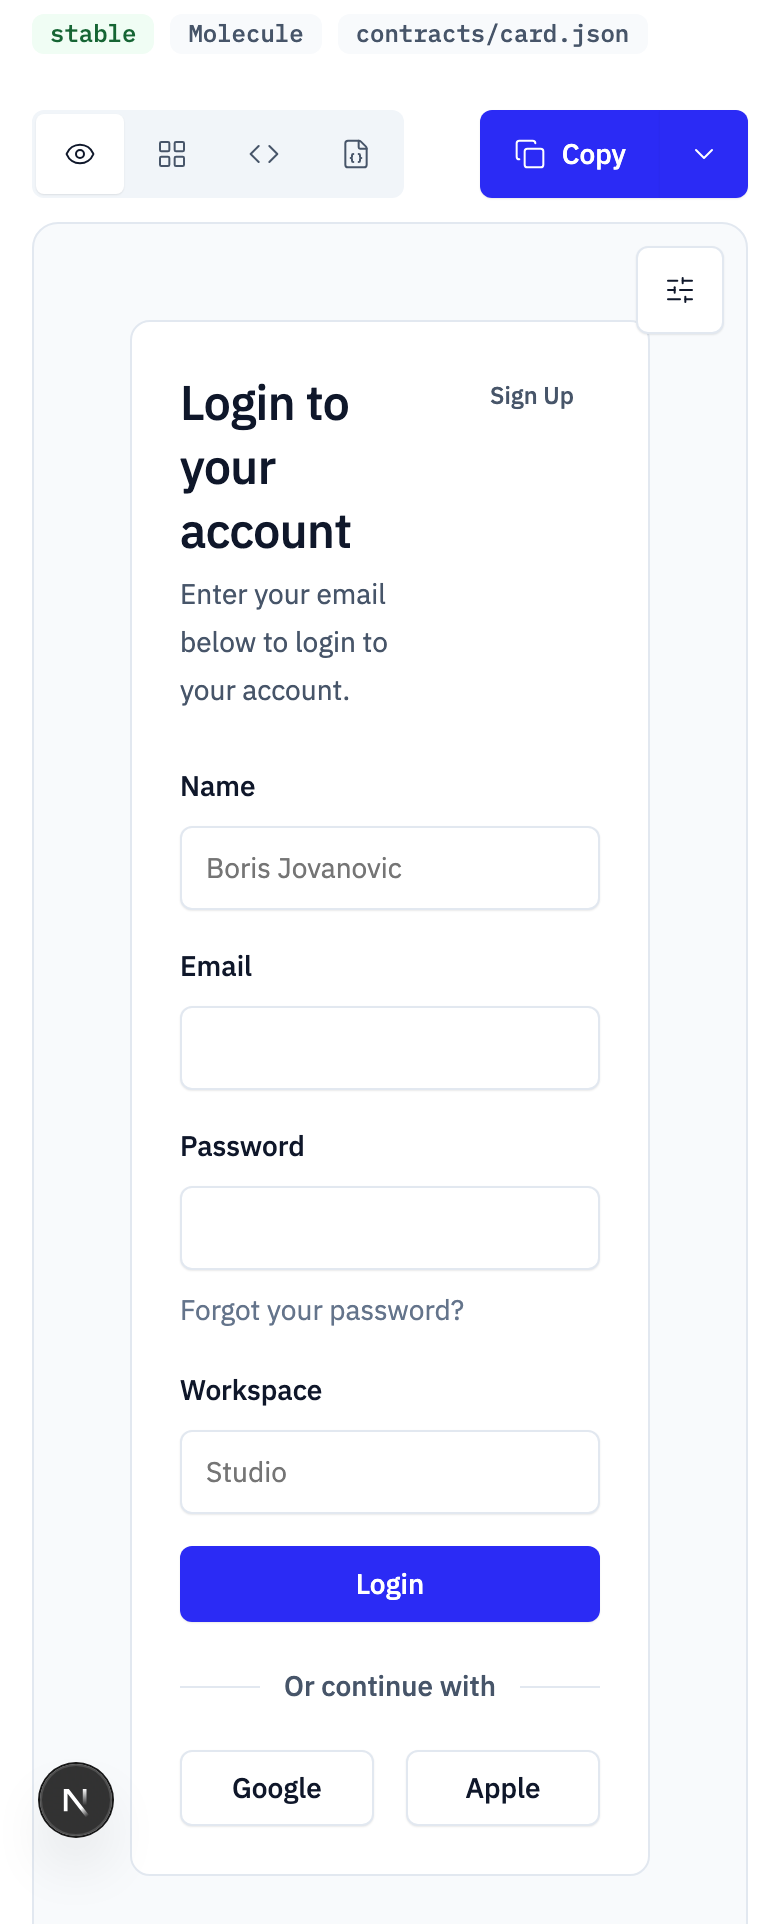 stable Molecule contracts/card.json
Copy
Login to
your
account
Sign Up
Enter your email
below to login to
your account.
Name
Boris Jovanovic
Email
Password
Forgot your password?
Workspace
Studio
Login
Or continue with
Google Apple
N